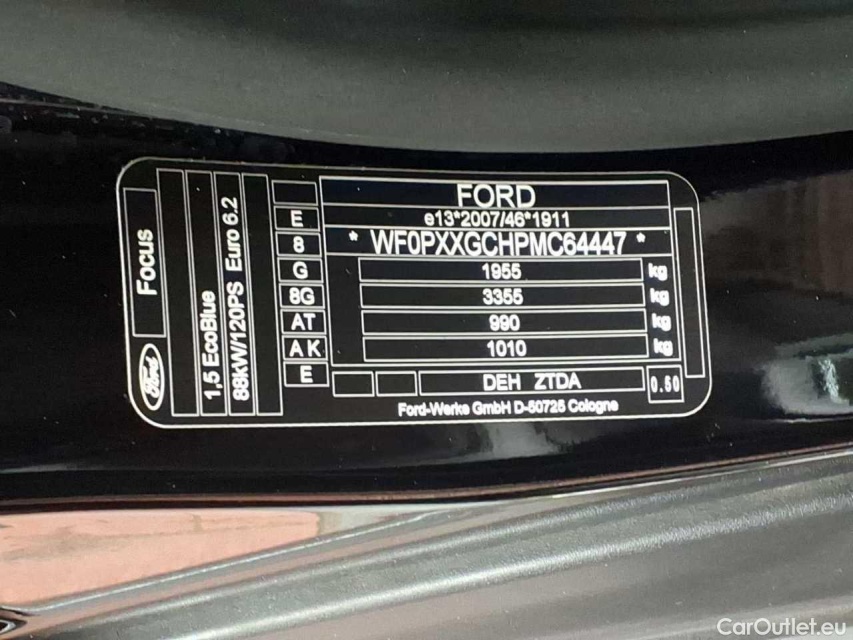 Focus
Ford
1,5 EcoBlue
88kW/120PS Euro 6.2
E
8
G
8G
AT
AK
E
FORD
e13*2007/46*1911
* WF0PXXGCHPMC64447 *
1955 kg
3355 kg
990 kg
1010 kg
DEH ZTDA 0.60
Ford-Werke GmbH D-50725 Cologne
CarOutlet.eu